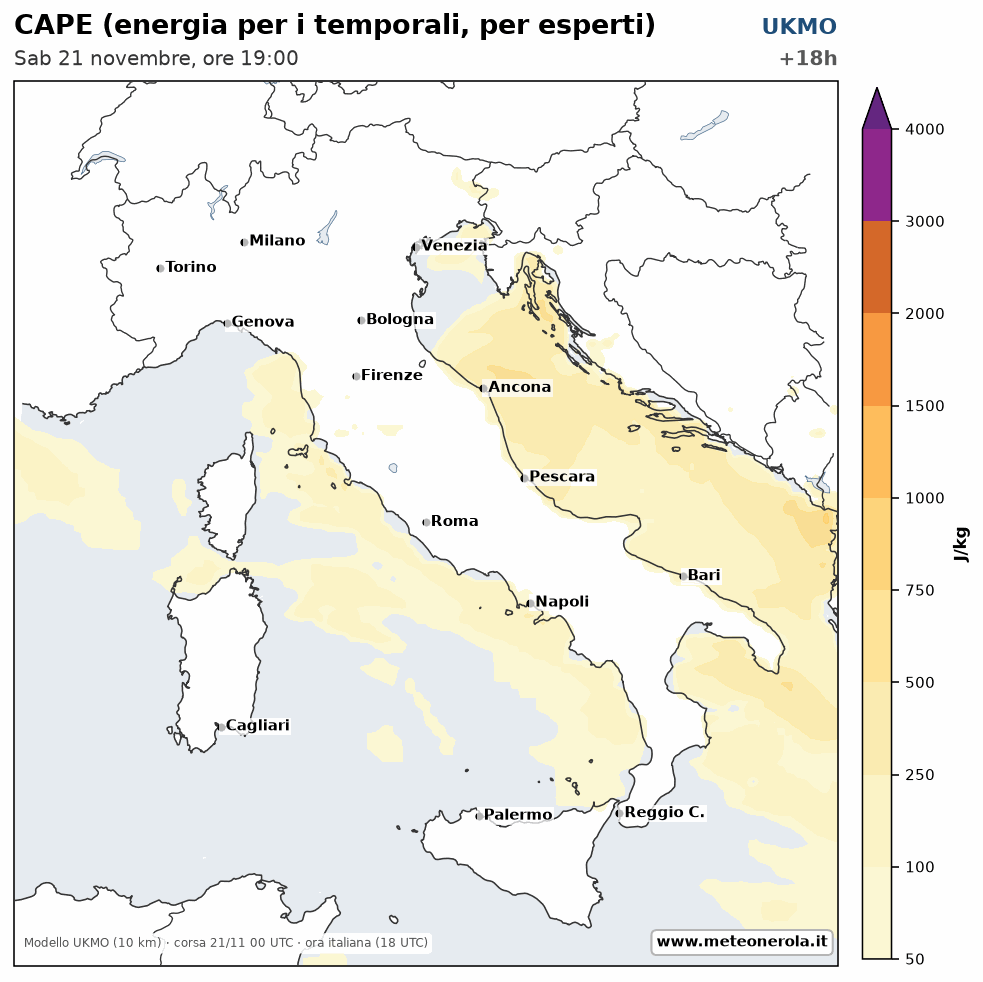 CAPE (energia per i temporali, per esperti)
UKMO
Sab 21 novembre, ore 19:00
+18h
4000
3000
2000
1500
1000
750
500
250
100
50
J/kg
Milano
Venezia
Torino
Genova
Bologna
Firenze
Ancona
Pescara
Roma
Bari
Napoli
Cagliari
Palermo
Reggio C.
Modello UKMO (10 km) · corsa 21/11 00 UTC · ora italiana (18 UTC)
www.meteonerola.it